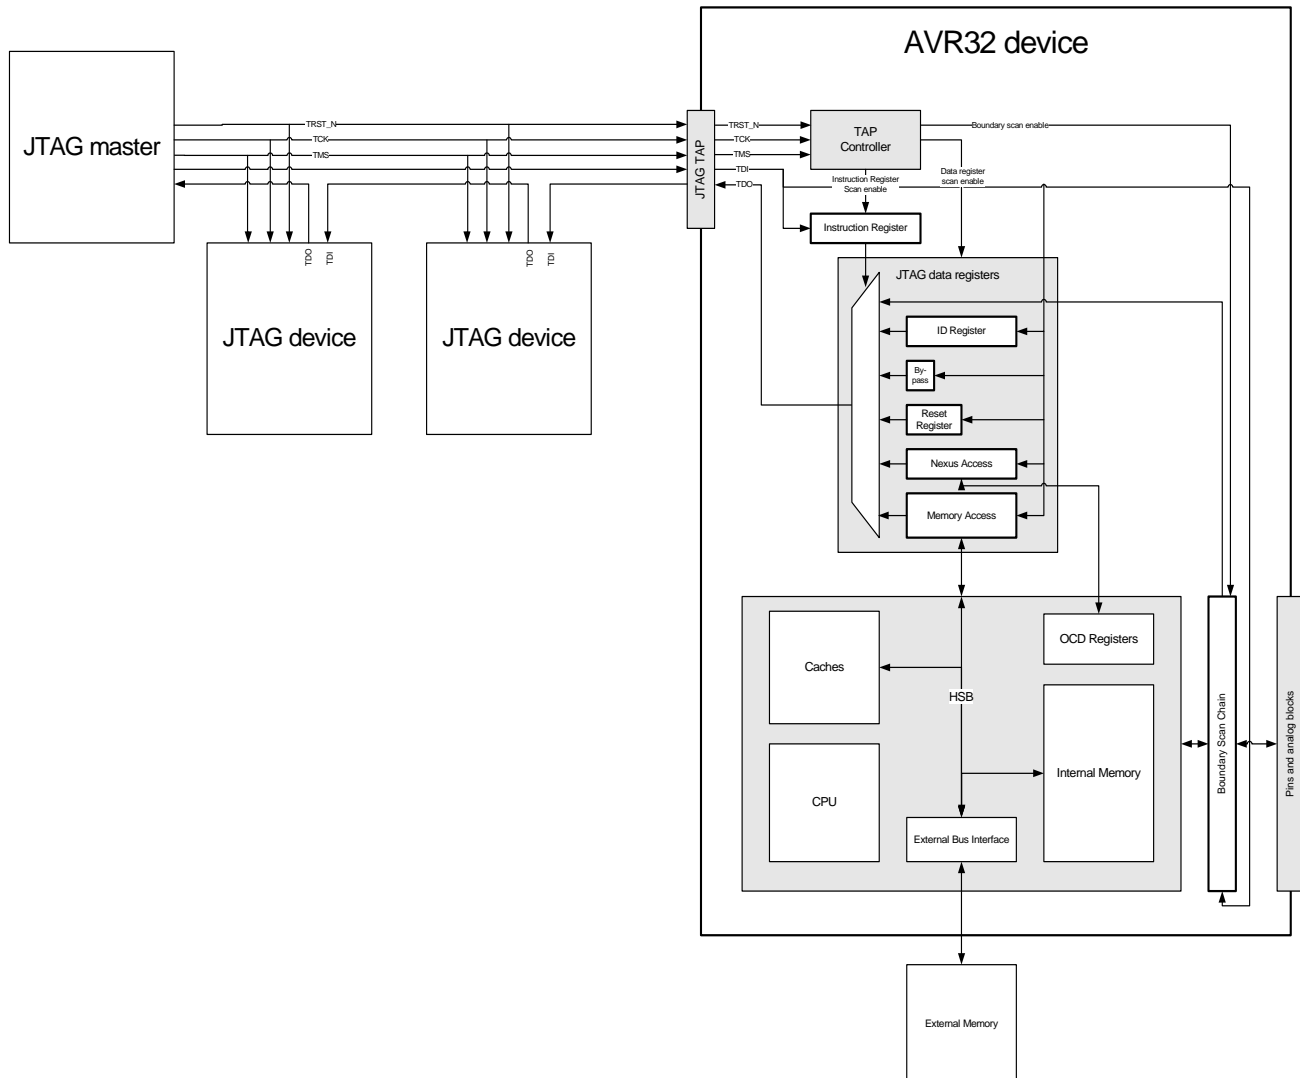 AVR32 device
JTAG master
TRST_N
TCK
TMS
JTAG TAP
TRST_N
TCK
TMS
TDI
TDO
TAP
Controller
Boundary scan enable
Instruction Register
Scan enable
Data register
scan enable
Instruction Register
TDO
TDI
TDO
TDI
JTAG device
JTAG device
JTAG data registers
ID Register
By-
pass
Reset
Register
Nexus Access
Memory Access
Caches
OCD Registers
HSB
CPU
Internal Memory
External Bus Interface
Boundary Scan Chain
Pins and analog blocks
External Memory